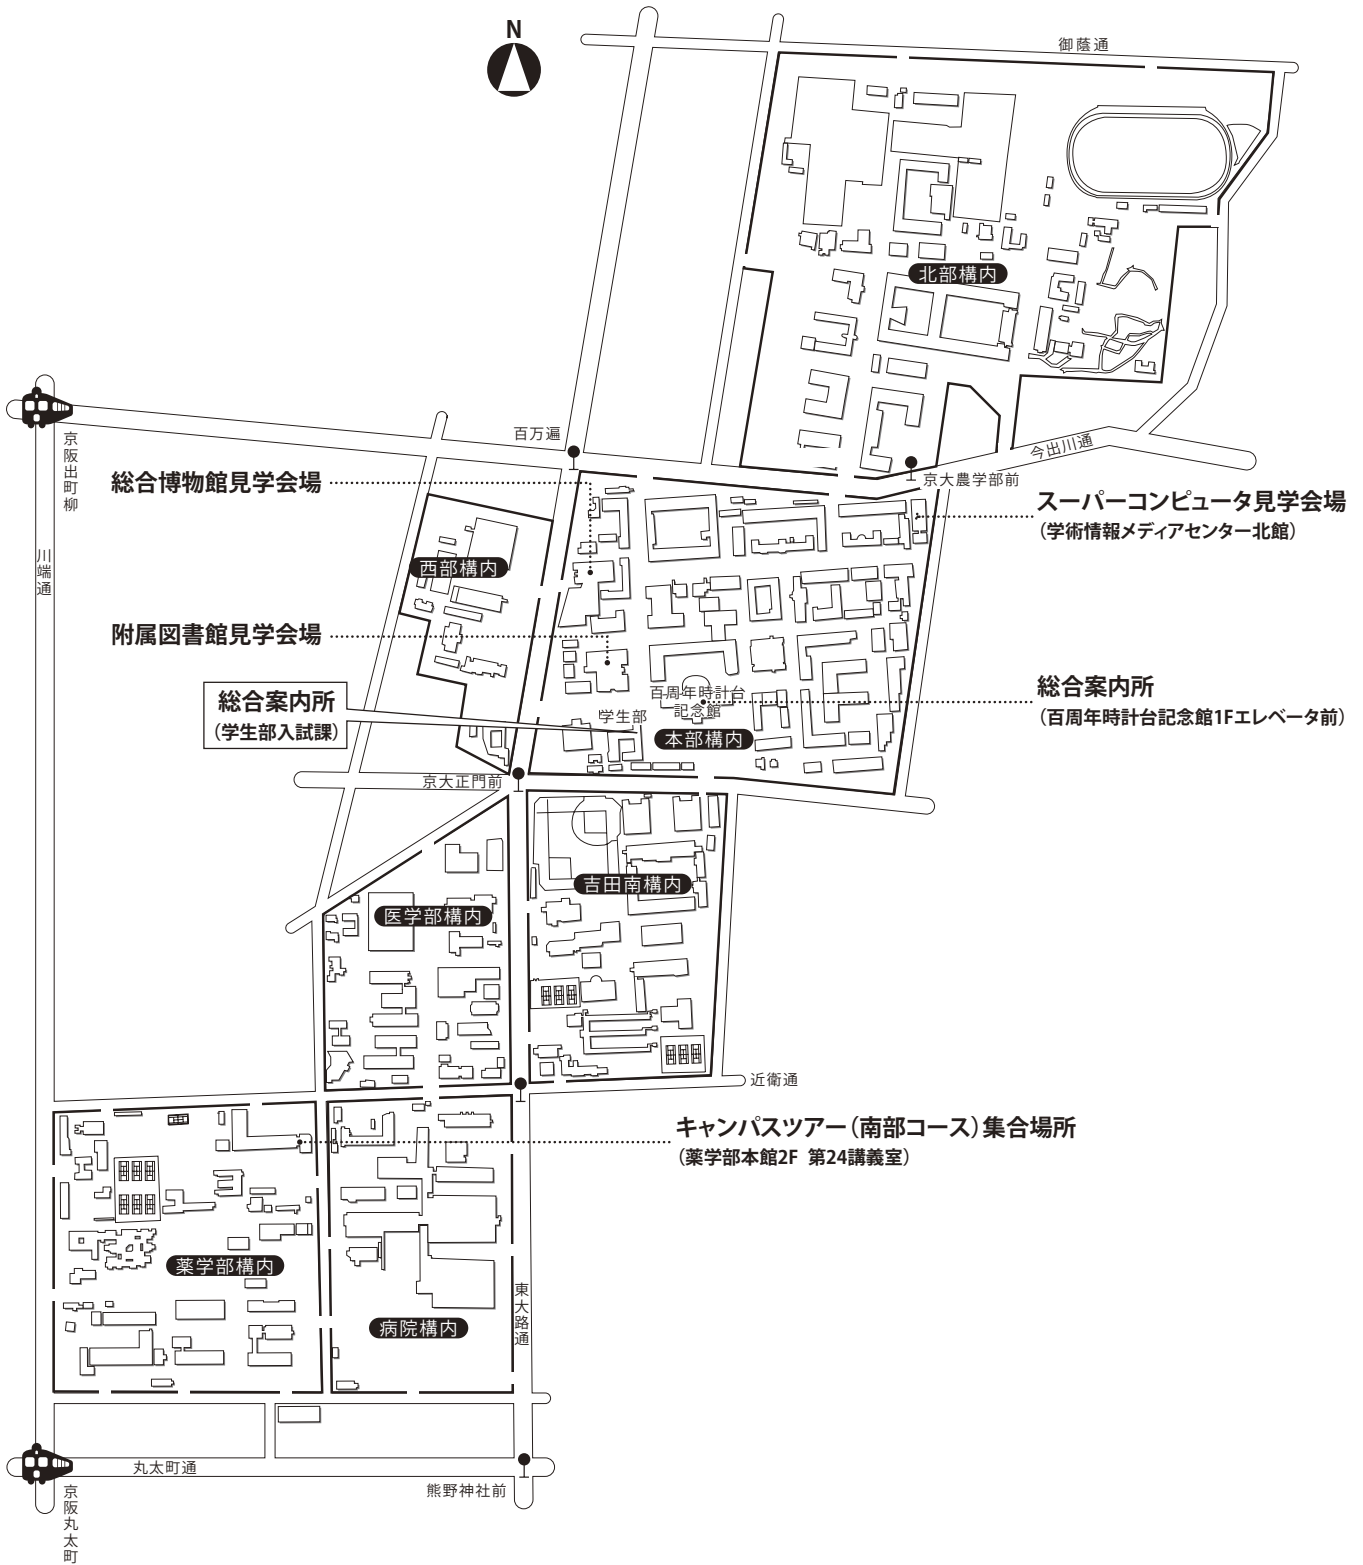 N
御蔭通
北部構内
百万遍
今出川通
京大農学部前
京阪出町柳
総合博物館見学会場
スーパーコンピュータ見学会場
（学術情報メディアセンター北館）
川端通
西部構内
附属図書館見学会場
総合案内所
（学生部入試課）
百周年時計台
記念館
学生部
本部構内
総合案内所
（百周年時計台記念館1Fエレベータ前）
京大正門前
吉田南構内
医学部構内
近衛通
キャンパスツアー（南部コース）集合場所
（薬学部本館2F 第24講義室）
薬学部構内
東大路通
病院構内
丸太町通
熊野神社前
京阪丸太町